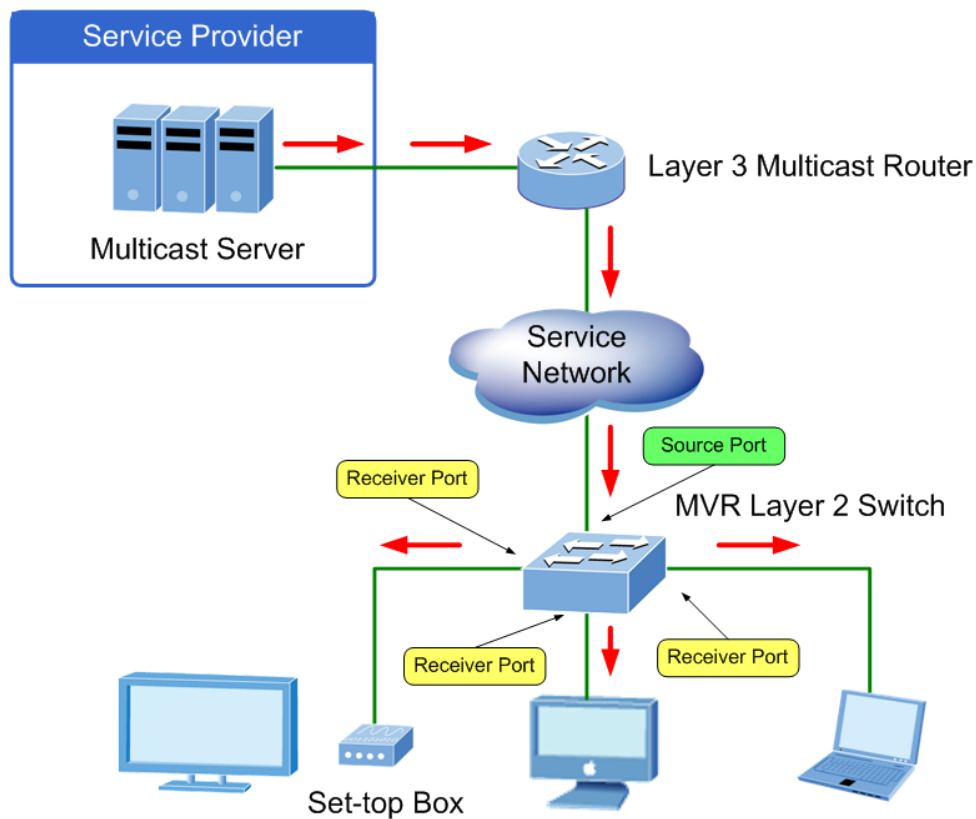 Service Provider
Multicast Server
Layer 3 Multicast Router
Service
Network
Source Port
Receiver Port
MVR Layer 2 Switch
Receiver Port
Receiver Port
Set-top Box